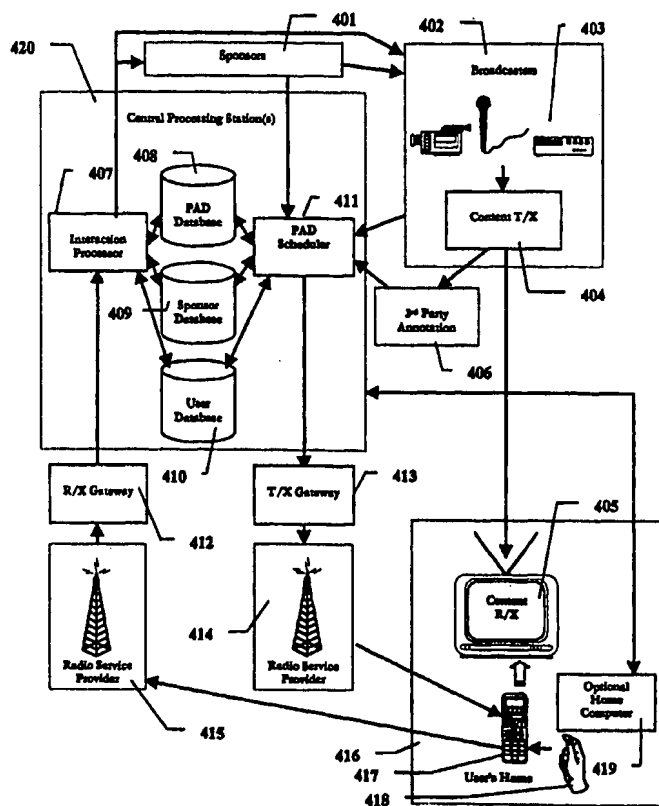 401
402
403
420
Sponsors
Broadcasters
Central Processing Station(s)
408
407
411
PAD
Database
PAD
Scheduler
Interaction
Processor
Content T/X
404
409
Sponsor
Database
3rd Party
Annotation
406
User
Database
410
R/X Gateway
T/X Gateway
413
412
405
Content
R/X
414
Radio Service
Provider
Radio Service
Provider
415
Optional
Home
Computer
416
417
User's Home
419
418